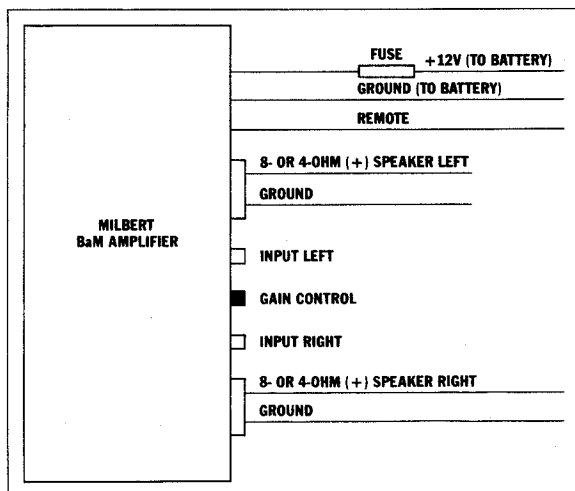 FUSE
+12V (TO BATTERY)
GROUND (TO BATTERY)
REMOTE
8- OR 4-OHM (+) SPEAKER LEFT
GROUND
MILBERT
BaM AMPLIFIER
INPUT LEFT
GAIN CONTROL
INPUT RIGHT
8- OR 4-OHM (+) SPEAKER RIGHT
GROUND